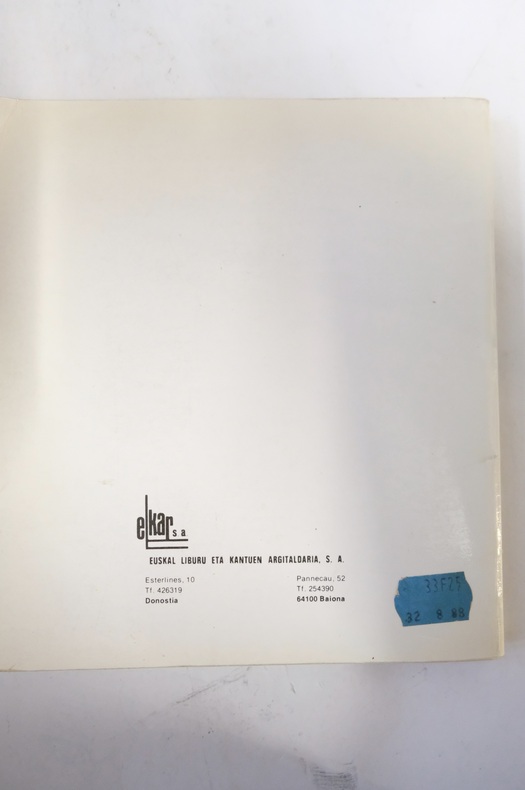 elkar s a
EUSKAL LIBURU ETA KANTUEN ARGITALDARIA, S. A.
Esterlines, 10
Tf. 426319
Donostia
Pannecau, 52
Tf. 254390
64100 Baiona
33F25
32 8 88